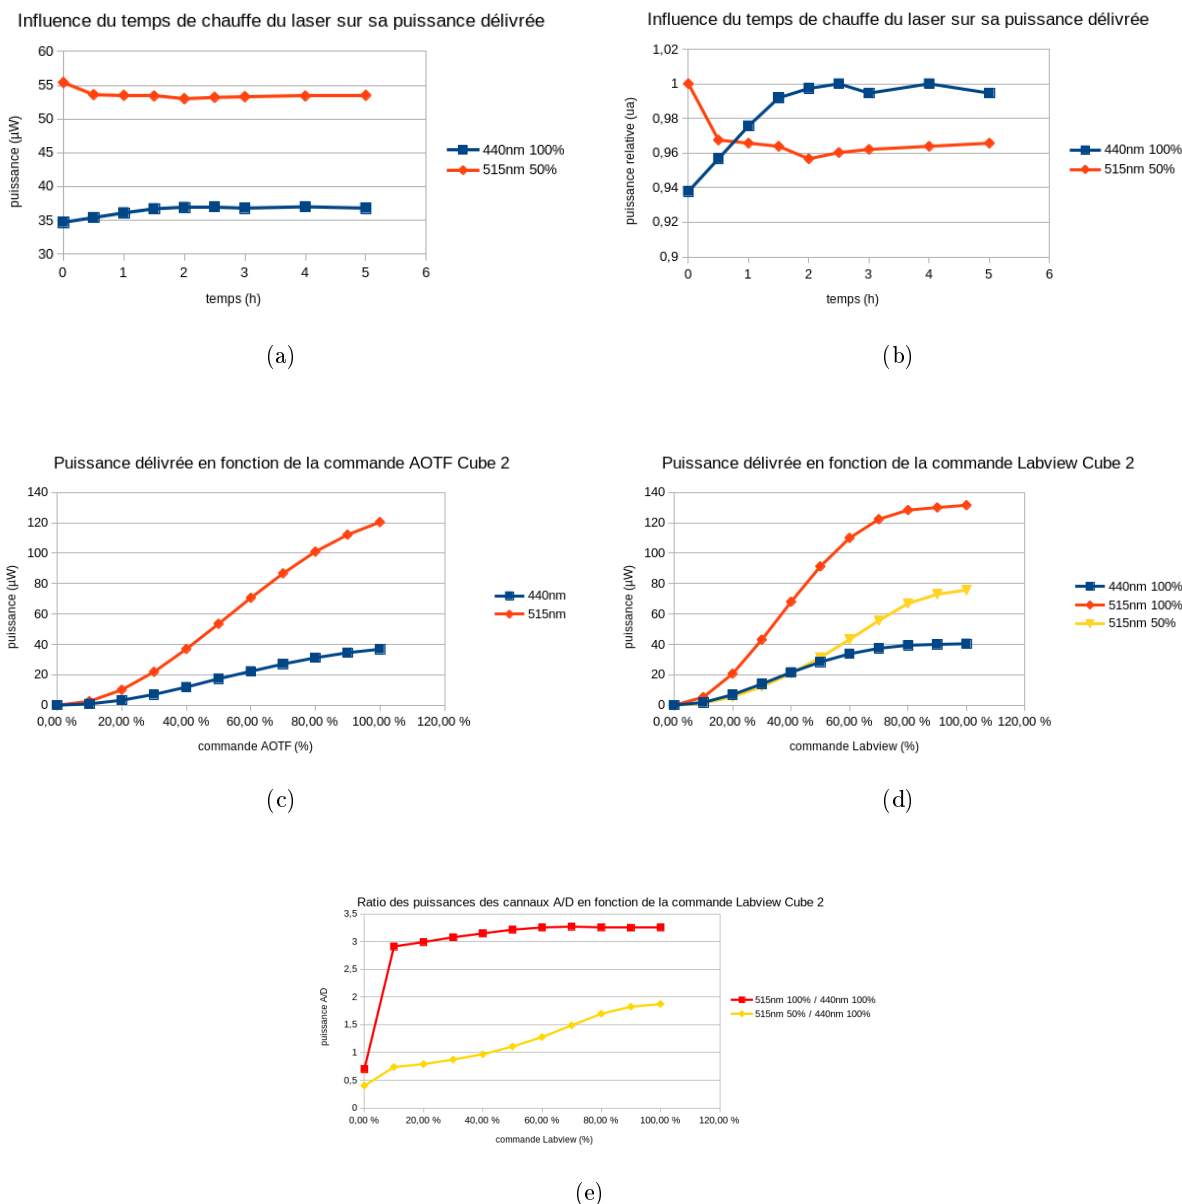 Influence du temps de chauffe du laser sur sa puissance délivrée
60
55
50
45
40
35
30
puissance (µW)
0 1 2 3 4 5 6
temps (h)
440nm 100%
515nm 50%
(a)
Influence du temps de chauffe du laser sur sa puissance délivrée
1,02
1
0,98
0,96
0,94
0,92
0,9
puissance relative (ua)
0 1 2 3 4 5 6
temps (h)
440nm 100%
515nm 50%
(b)
Puissance délivrée en fonction de la commande AOTF Cube 2
140
120
100
80
60
40
20
0
puissance (µW)
0,00 % 20,00 % 40,00 % 60,00 % 80,00 % 100,00 % 120,00 %
commande AOTF (%)
440nm
515nm
(c)
Puissance délivrée en fonction de la commande Labview Cube 2
140
120
100
80
60
40
20
0
puissance (µW)
0,00 % 20,00 % 40,00 % 60,00 % 80,00 % 100,00 % 120,00 %
commande Labview (%)
440nm 100%
515nm 100%
515nm 50%
(d)
Ratio des puissances des cannaux A/D en fonction de la commande Labview Cube 2
3,5
3
2,5
2
1,5
1
0,5
0
puissance A/D
0,00 % 20,00 % 40,00 % 60,00 % 80,00 % 100,00 % 120,00 %
commande Labview (%)
515nm 100% / 440nm 100%
515nm 50% / 440nm 100%
(e)